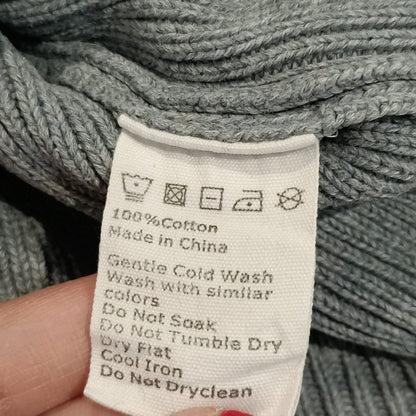 100%Cotton
Made in China
Gentle Cold Wash
Wash with similar
colors
Do Not Soak
Do Not Tumble Dry
Dry Flat
Cool Iron
Do Not Dryclean